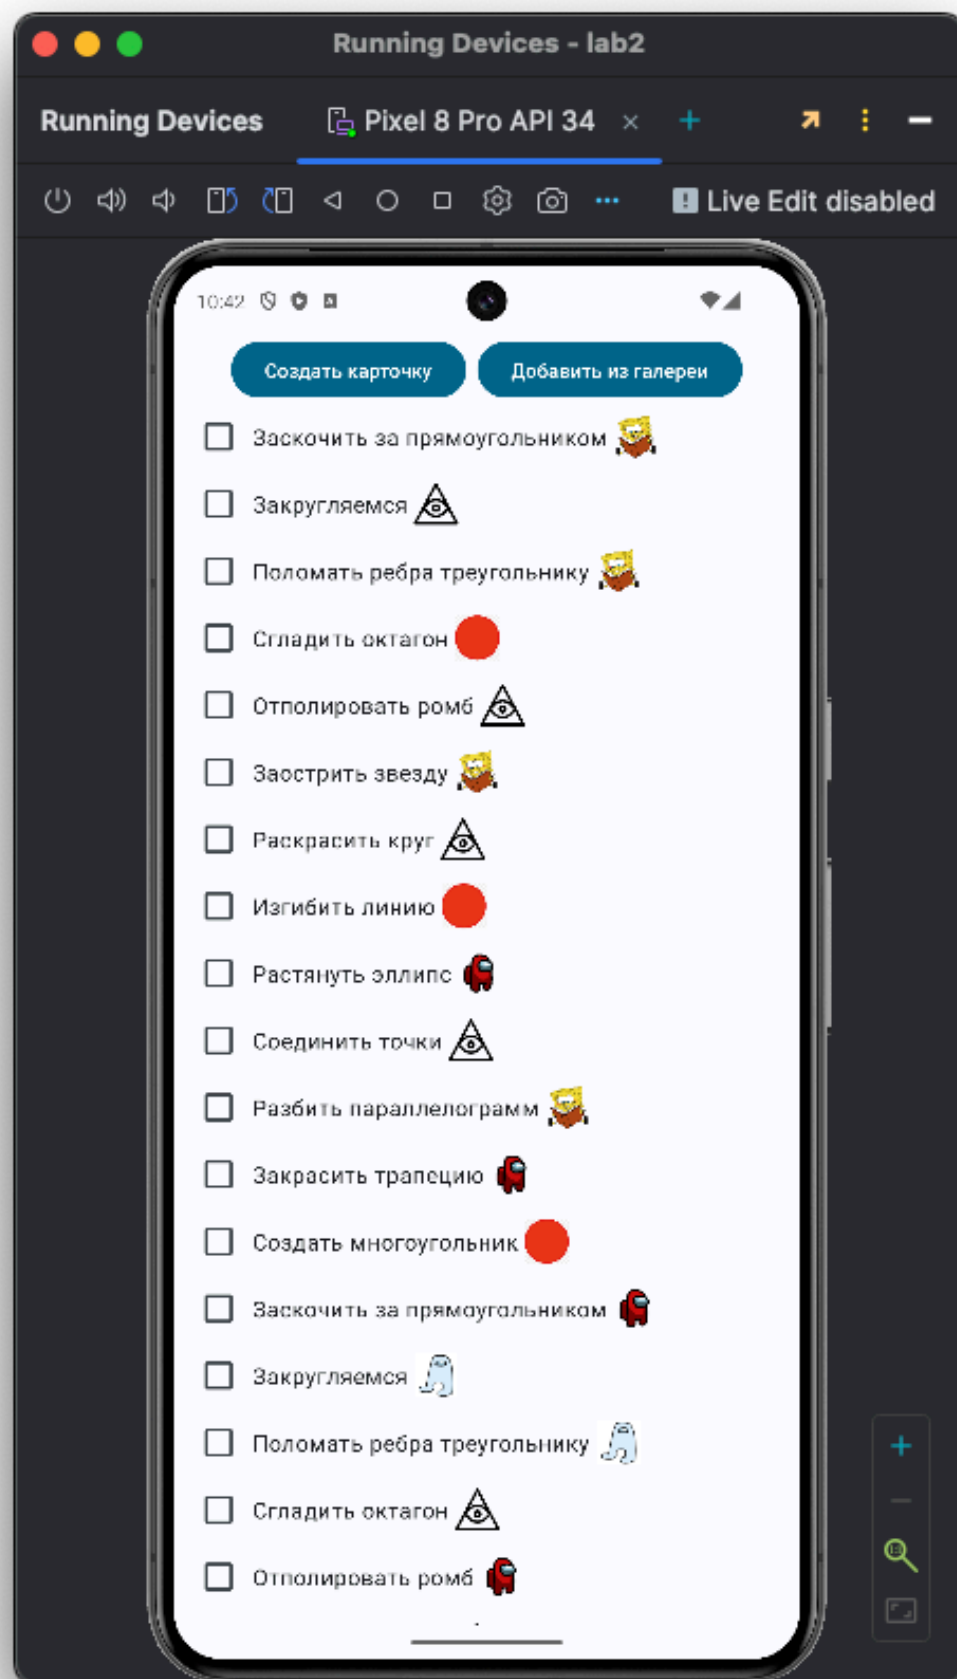 Running Devices - lab2
Running Devices Pixel 8 Pro API 34
Live Edit disabled
10:42
Создать карточку Добавить из галереи
Заскочить за прямоугольником
Закругляемся
Поломать ребра треугольнику
Сгладить октагон
Отполировать ромб
Заострить звезду
Раскрасить круг
Изгибить линию
Растянуть эллипс
Соединить точки
Разбить параллелограмм
Закрасить трапецию
Создать многоугольник
Заскочить за прямоугольником
Закругляемся
Поломать ребра треугольнику
Сгладить октагон
Отполировать ромб